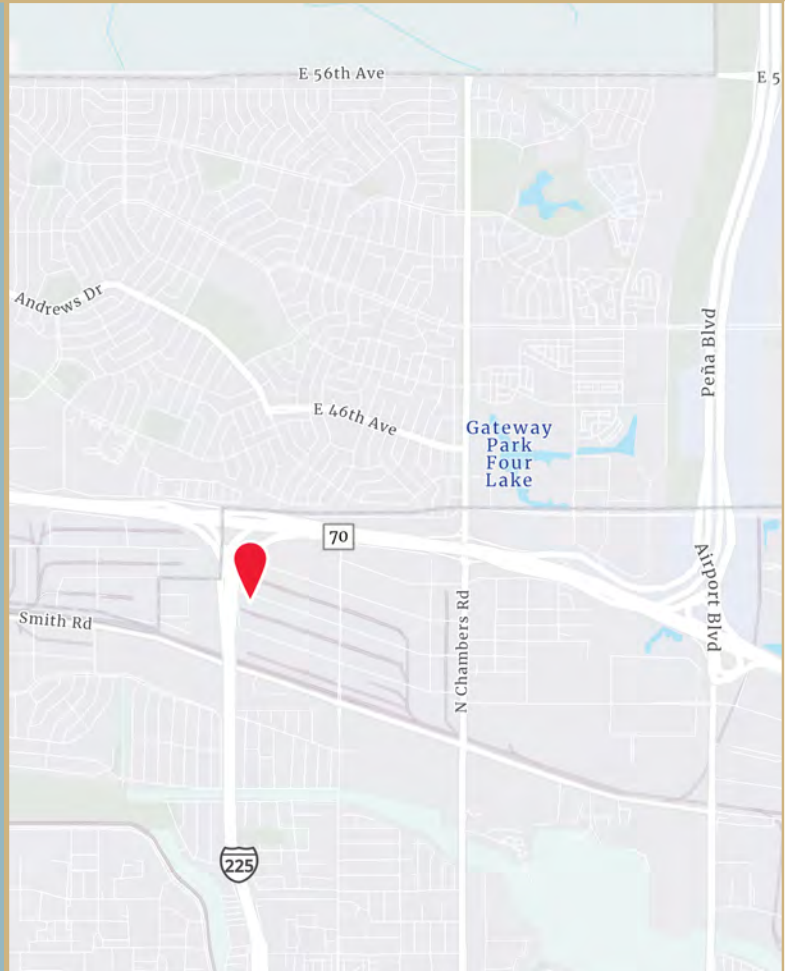 E 56th Ave
E 5
Andrews Dr
E 46th Ave
Peña Blvd
Gateway
Park
Four
Lake
70
Airport Blvd
Smith Rd
N Chambers Rd
225